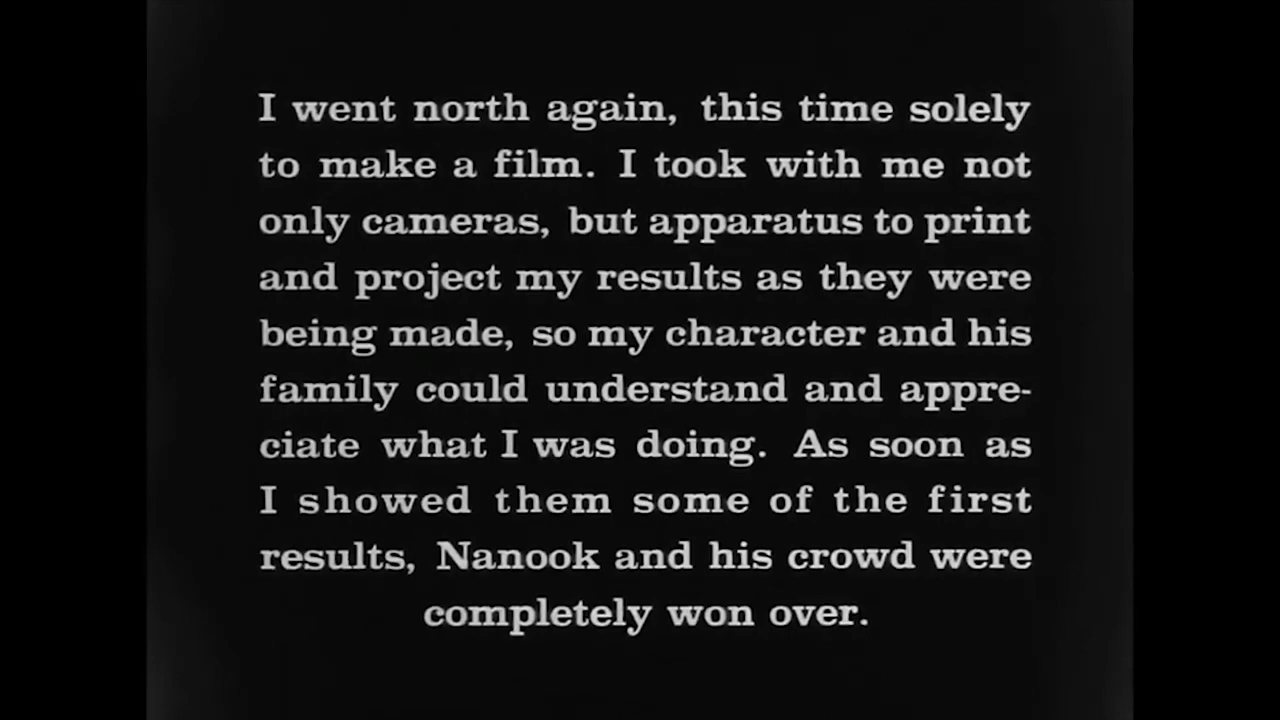 I went north again, this time solely
to make a film. I took with me not
only cameras, but apparatus to print
and project my results as they were
being made, so my character and his
family could understand and appre-
ciate what I was doing. As soon as
I showed them some of the first
results, Nanook and his crowd were
completely won over.